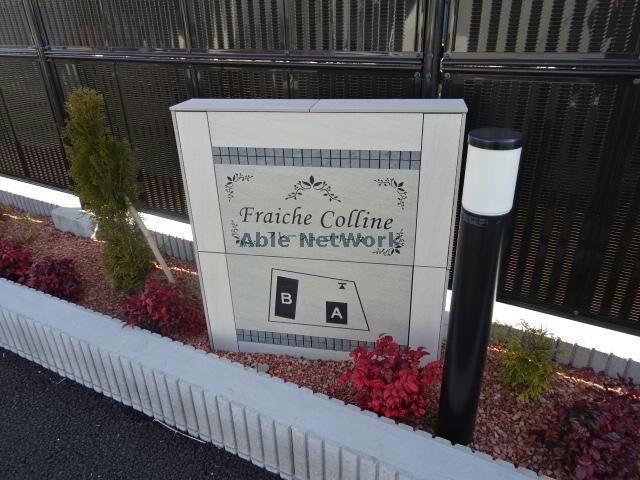 Fraiche Colline
Able NetWork
B
A